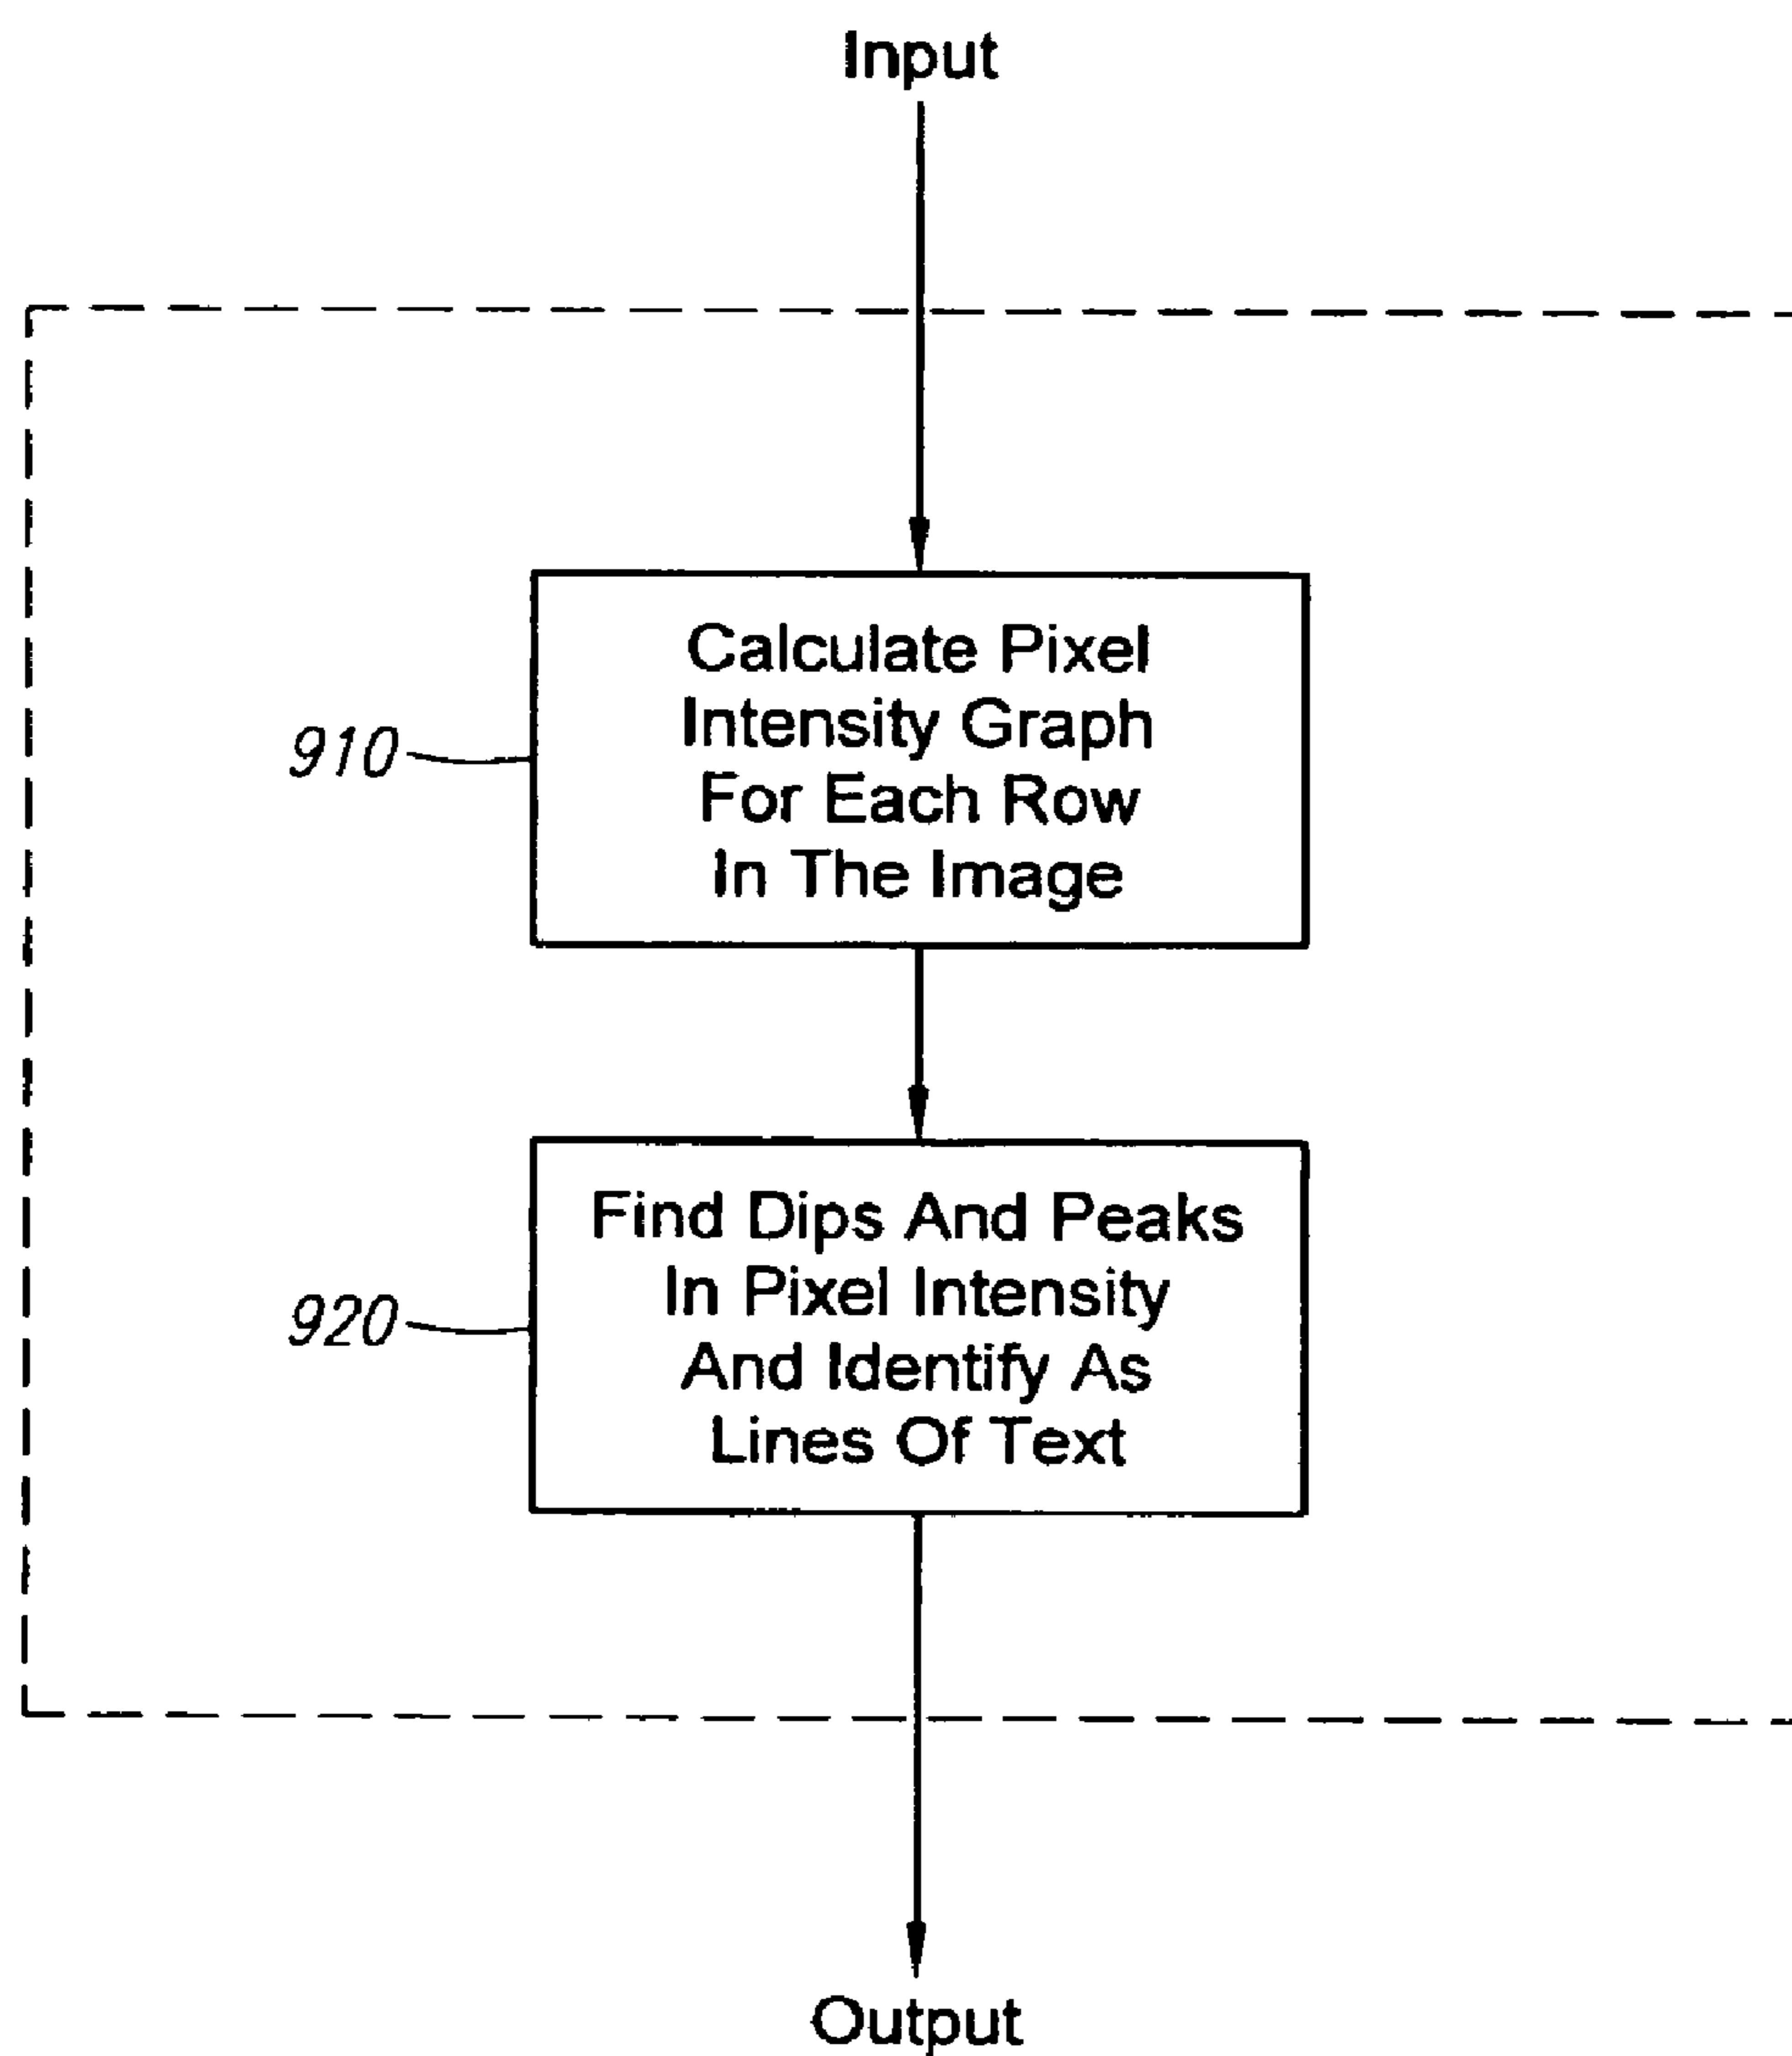 Input
Calculate Pixel
Intensity Graph
For Each Row
In The Image
910
Find Dips And Peaks
In Pixel Intensity
And Identify As
Lines Of Text
920
Output